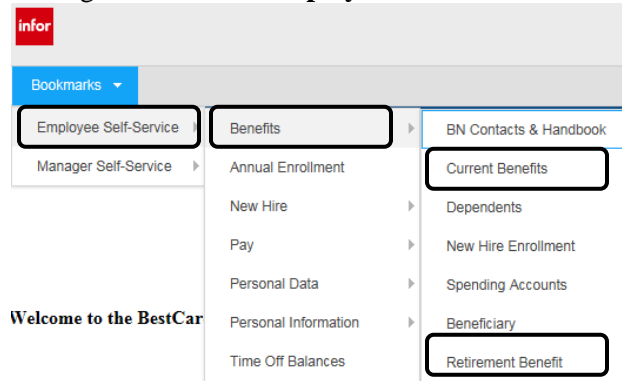 infor
Bookmarks
Employee Self-Service
Manager Self-Service
Benefits
Annual Enrollment
New Hire
Pay
Personal Data
Personal Information
Time Off Balances
BN Contacts & Handbook
Current Benefits
Dependents
New Hire Enrollment
Spending Accounts
Beneficiary
Retirement Benefit
Welcome to the BestCar